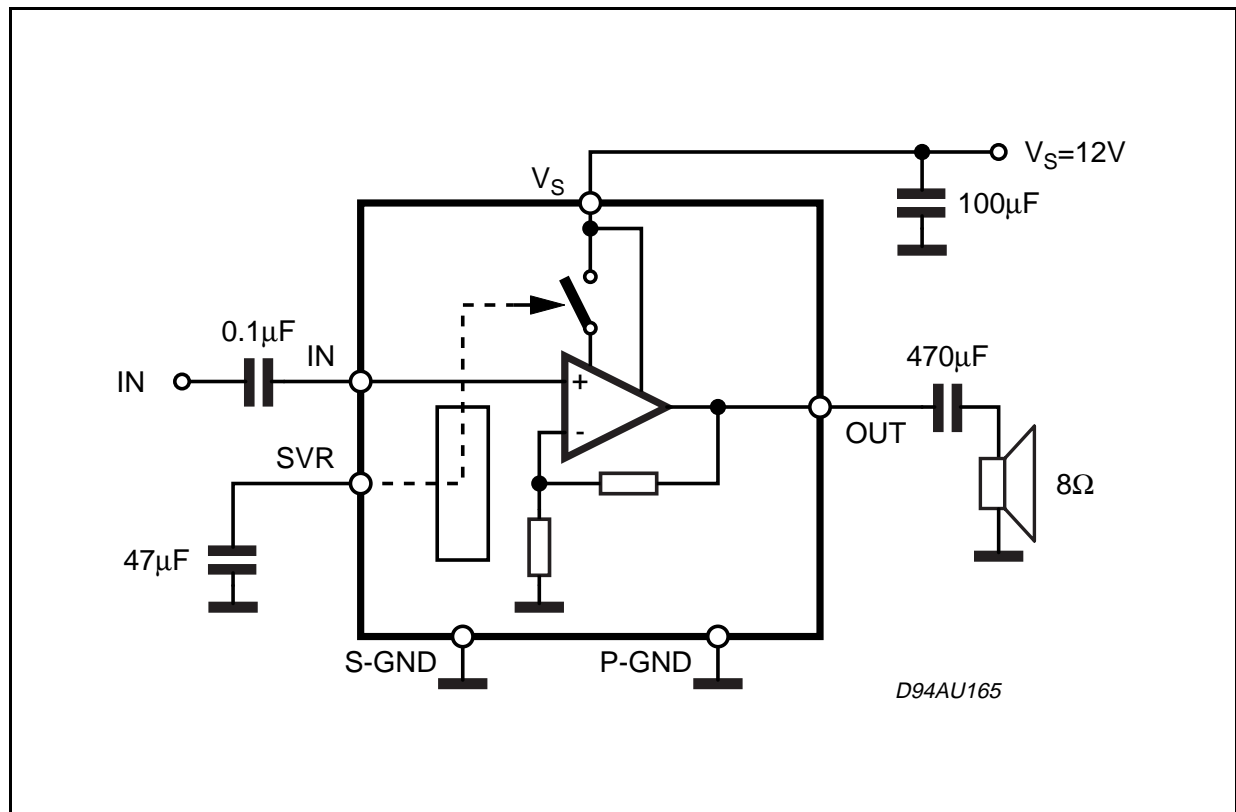 V_S=12V
V_S
100μF
0.1μF
IN
IN
+
470μF
-
OUT
SVR
8Ω
47μF
S-GND
P-GND
D94AU165